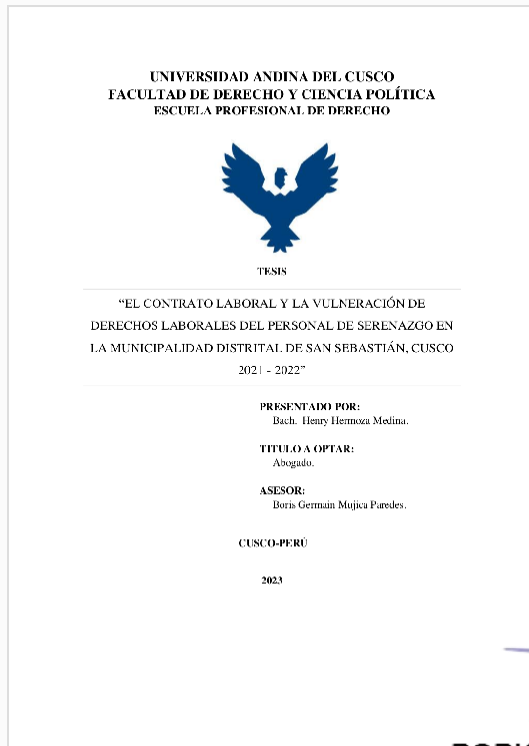 UNIVERSIDAD ANDINA DEL CUSCO
FACULTAD DE DERECHO Y CIENCIA POLÍTICA
ESCUELA PROFESIONAL DE DERECHO
TESIS
“EL CONTRATO LABORAL Y LA VULNERACIÓN DE
DERECHOS LABORALES DEL PERSONAL DE SERENAZGO EN
LA MUNICIPALIDAD DISTRITAL DE SAN SEBASTIÁN, CUSCO
2021 - 2022”
PRESENTADO POR:
Bach. Henry Hermoza Medina.
TITULO A OPTAR:
Abogado.
ASESOR:
Boris Germain Mujica Paredes.
CUSCO-PERÚ
2023